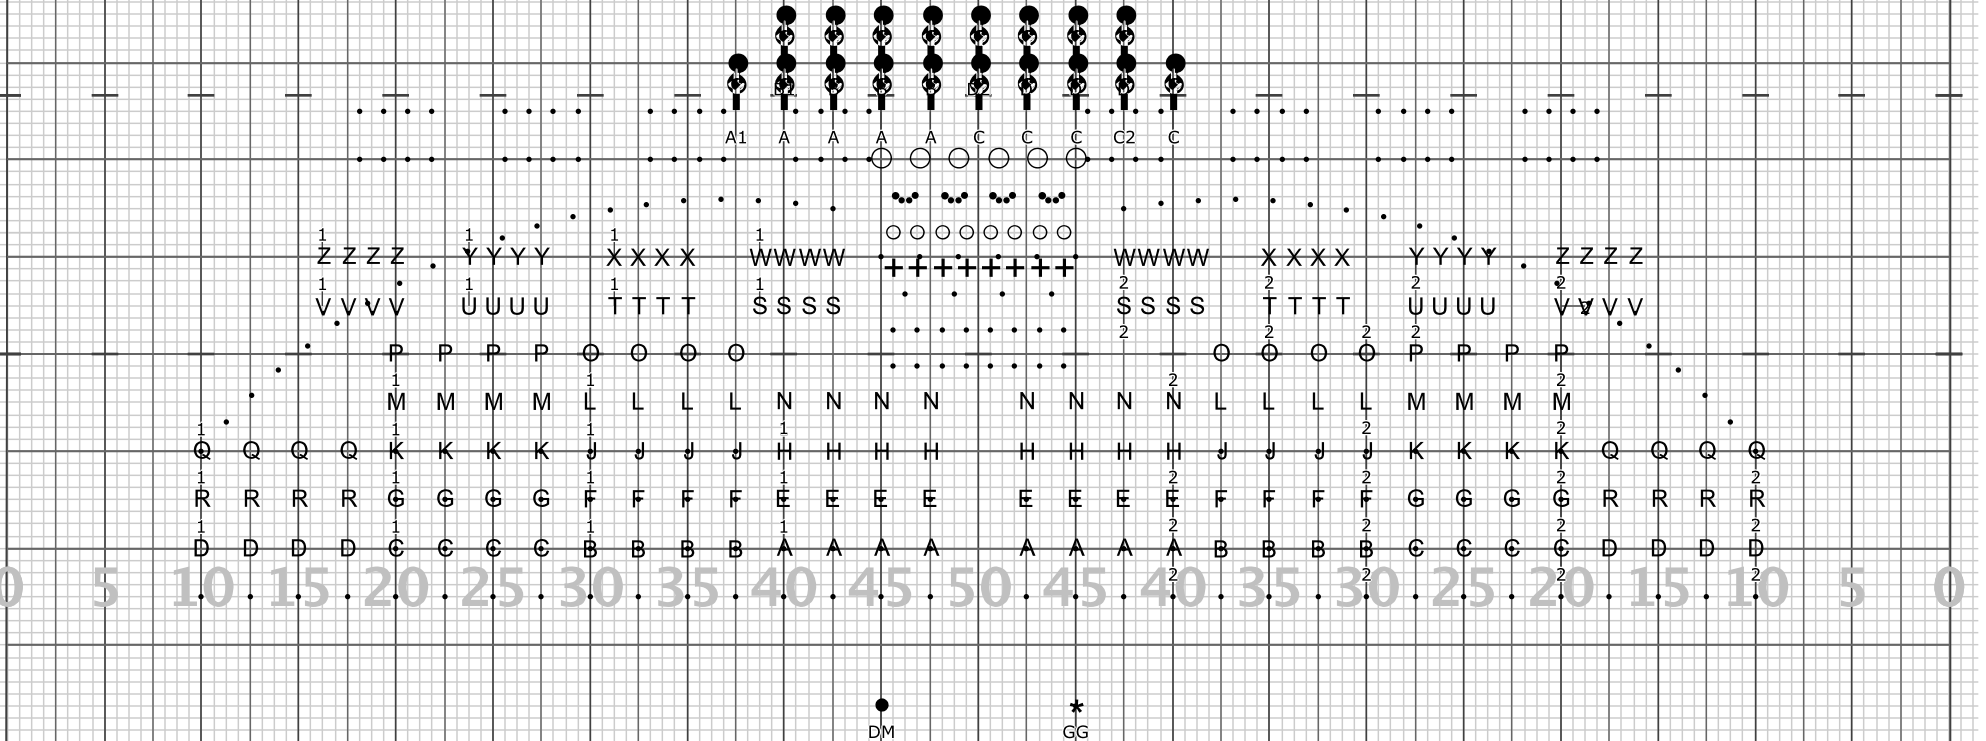 A1 A A A A C C C C2 C
1 1 1 1
Z Z Z Z Y Y Y Y X X X X W W W W W W W W X X X X Y Y Y Y Z Z Z Z
1 1 1 1 2 2 2 2
V V V V U U U U T T T T S S S S S S S S T T T T U U U U V V V V
2 2 2 2
P P P P O O O O O O O O P P P P
1 1 2 2
M M M M L L L L N N N N N N N N L L L L M M M M
1 1 1 1 2 2
Q Q Q Q K K K K J J J J H H H H H H H H J J J J K K K K Q Q Q Q
1 1 1 1 2 2 2 2
R R R R G G G G F F F F E E E E E E E E F F F F G G G G R R R R
1 1 1 1 2 2 2 2
D D D D C C C C B B B B A A A A A A A A B B B B C C C C D D D D
2 2 2 2
0 5 10 15 20 25 30 35 40 45 50 45 40 35 30 25 20 15 10 5 0
DM GG